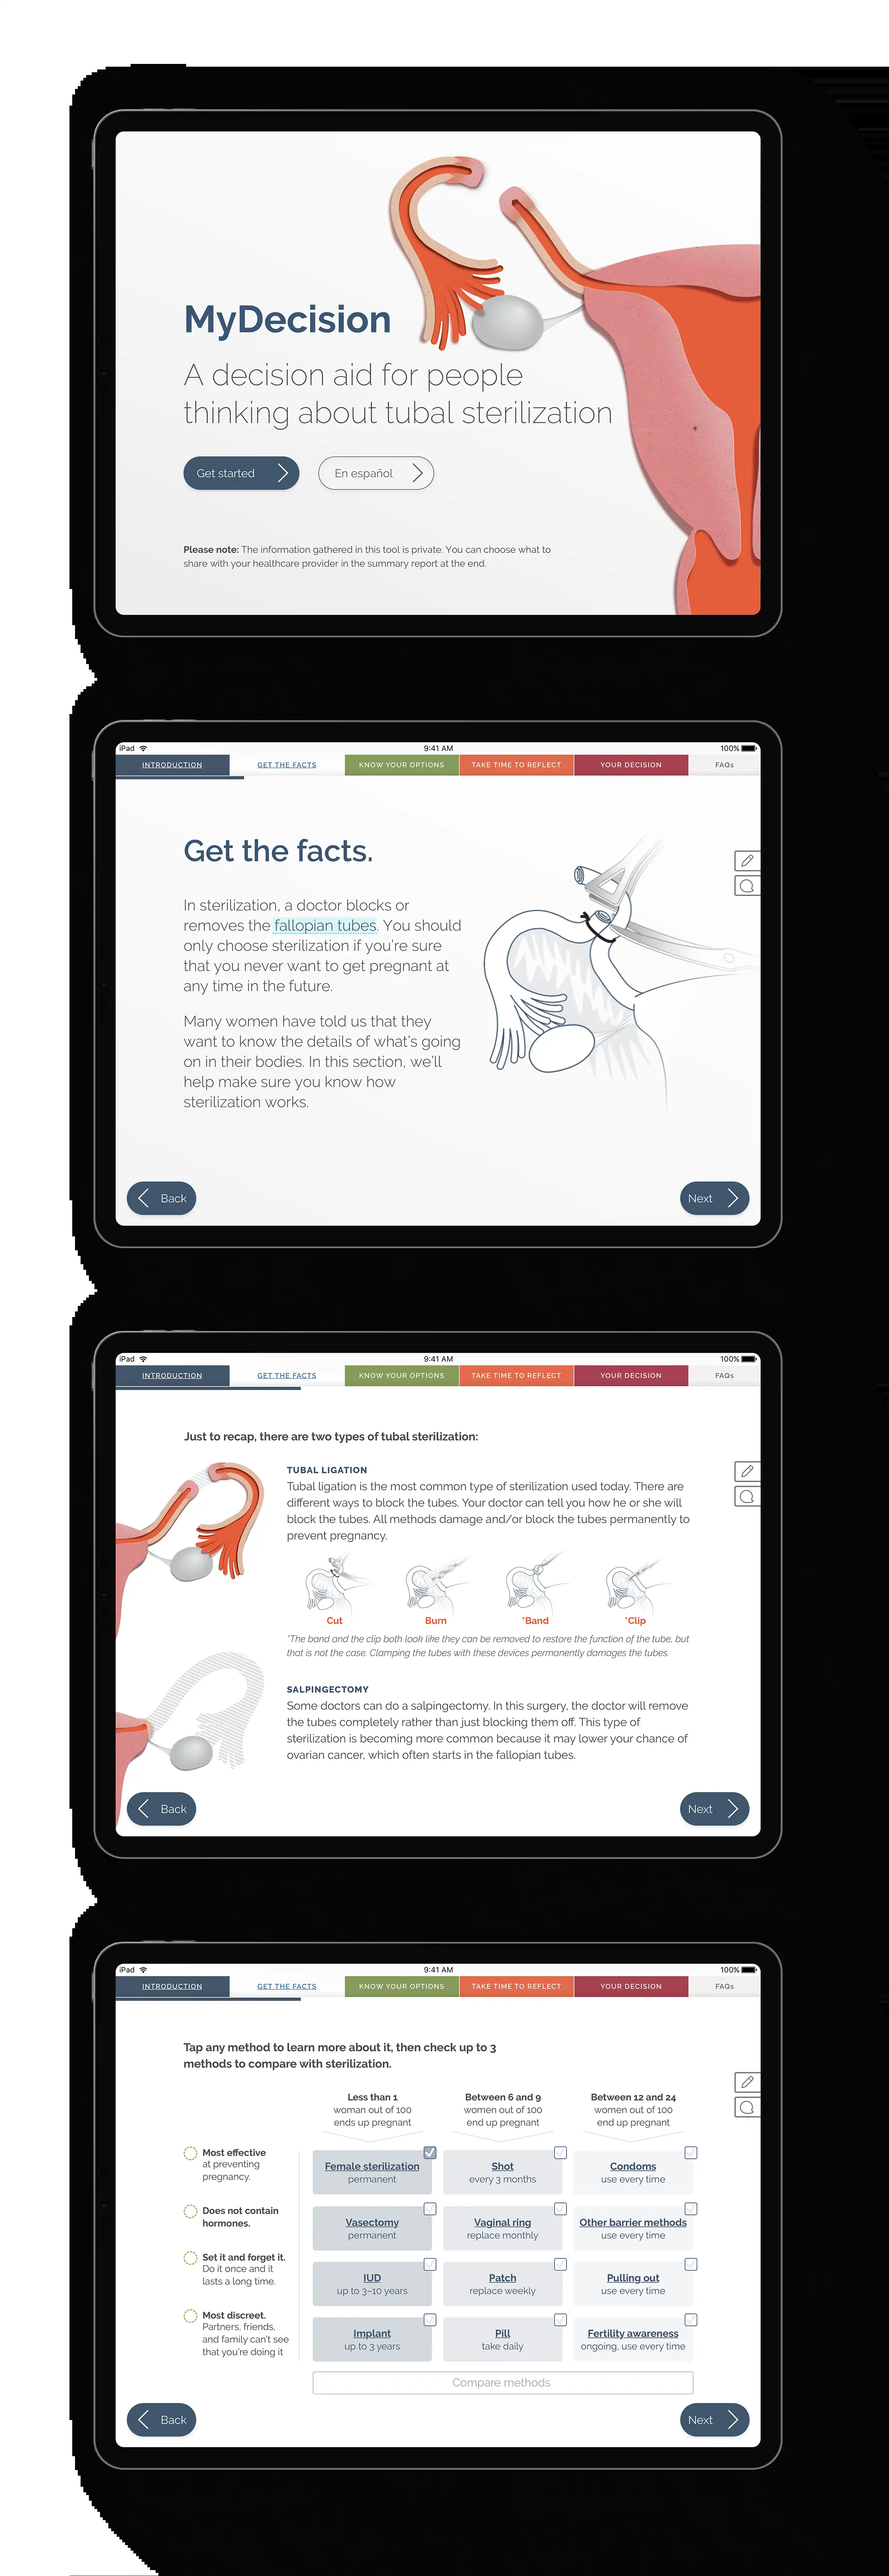 MyDecision
A decision aid for people
thinking about tubal sterilization
Get started
En español
Please note: The information gathered in this tool is private. You can choose what to
share with your healthcare provider in the summary report at the end.
iPad
9:41 AM
100%
INTRODUCTION
GET THE FACTS
KNOW YOUR OPTIONS
TAKE TIME TO REFLECT
YOUR DECISION
FAQs
Get the facts.
In sterilization, a doctor blocks or
removes the fallopian tubes. You should
only choose sterilization if you're sure
that you never want to get pregnant at
any time in the future.
Many women have told us that they
want to know the details of what's going
on in their bodies. In this section, we'll
help make sure you know how
sterilization works.
Back
Next
iPad
9:41 AM
100%
INTRODUCTION
GET THE FACTS
KNOW YOUR OPTIONS
TAKE TIME TO REFLECT
YOUR DECISION
FAQs
Just to recap, there are two types of tubal sterilization:
TUBAL LIGATION
Tubal ligation is the most common type of sterilization used today. There are
different ways to block the tubes. Your doctor can tell you how he or she will
block the tubes. All methods damage and/or block the tubes permanently to
prevent pregnancy.
Cut
Burn
*Band
*Clip
*The band and the clip both look like they can be removed to restore the function of the tube, but
that is not the case. Clamping the tubes with these devices permanently damages the tubes.
SALPINGECTOMY
Some doctors can do a salpingectomy. In this surgery, the doctor will remove
the tubes completely rather than just blocking them off. This type of
sterilization is becoming more common because it may lower your chance of
ovarian cancer, which often starts in the fallopian tubes.
Back
Next
iPad
9:41 AM
100%
INTRODUCTION
GET THE FACTS
KNOW YOUR OPTIONS
TAKE TIME TO REFLECT
YOUR DECISION
FAQs
Tap any method to learn more about it, then check up to 3
methods to compare with sterilization.
Less than 1
woman out of 100
ends up pregnant
Between 6 and 9
women out of 100
end up pregnant
Between 12 and 24
women out of 100
end up pregnant
Most effective
at preventing
pregnancy.
Does not contain
hormones.
Set it and forget it.
Do it once and it
lasts a long time.
Most discreet.
Partners, friends,
and family can't see
that you're doing it
Female sterilization
permanent
Shot
every 3 months
Condoms
use every time
Vasectomy
permanent
Vaginal ring
replace monthly
Other barrier methods
use every time
IUD
up to 3–10 years
Patch
replace weekly
Pulling out
use every time
Implant
up to 3 years
Pill
take daily
Fertility awareness
ongoing, use every time
Compare methods
Back
Next